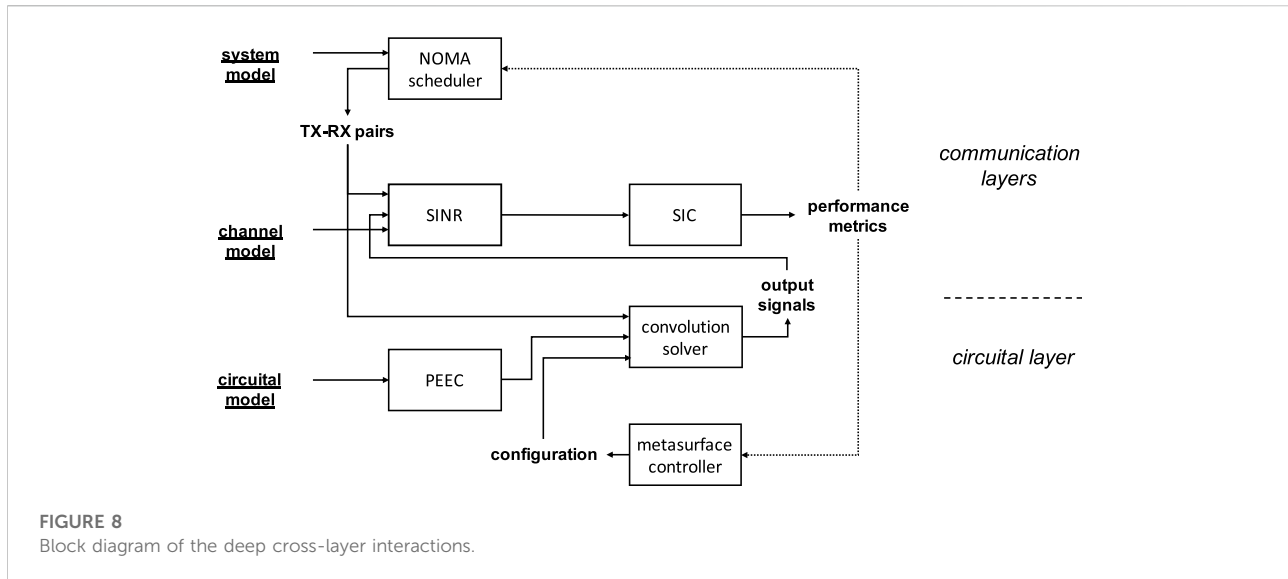 system
model
NOMA
scheduler
TX-RX pairs
communication
layers
channel
model
SINR
SIC
performance
metrics
output
signals
convolution
solver
circuital layer
circuital
model
PEEC
configuration
metasurface
controller
FIGURE 8
Block diagram of the deep cross-layer interactions.